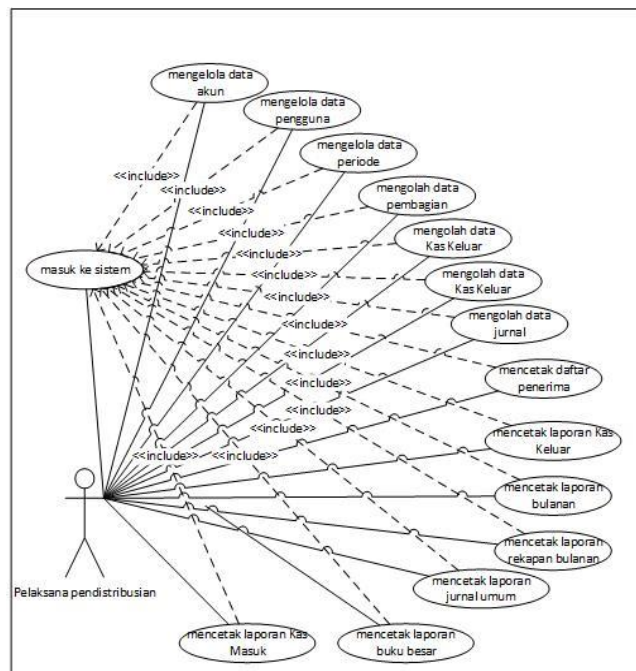 mengelola data
akun
mengelola data
pengguna
mengelola data
periode
<<include>>
<<include>>
mengolah data
pembagian
<<include>>
<<include>>
mengolah data
Kas Keluar
<<include>>
masuk ke sistem
<<include>>
mengolah data
Kas Keluar
<<include>>
mengolah data
jurnal
<<include>>
<<include>>
mencetak daftar
penerima
<<include>>
<<include>>
mencetak laporan Kas
Keluar
<<include>>
<<include>>
mencetak laporan
bulanan
mencetak laporan
rekapan bulanan
Pelaksana pendistribusian
mencetak laporan
jurnal umum
mencetak laporan Kas
Masuk
mencetak laporan
buku besar